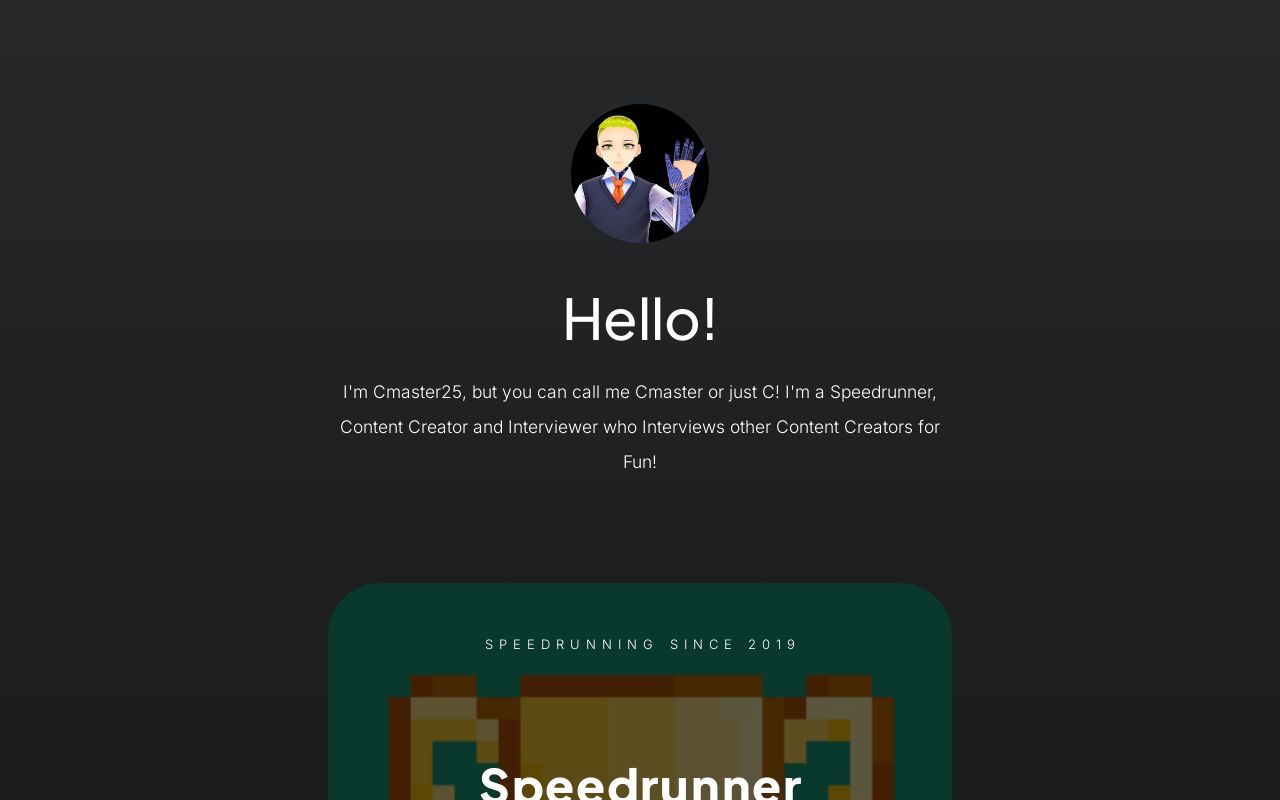 Hello!
I'm Cmaster25, but you can call me Cmaster or just C! I'm a Speedrunner,
Content Creator and Interviewer who Interviews other Content Creators for
Fun!
SPEEDRUNNING SINCE 2019
Speedrunner